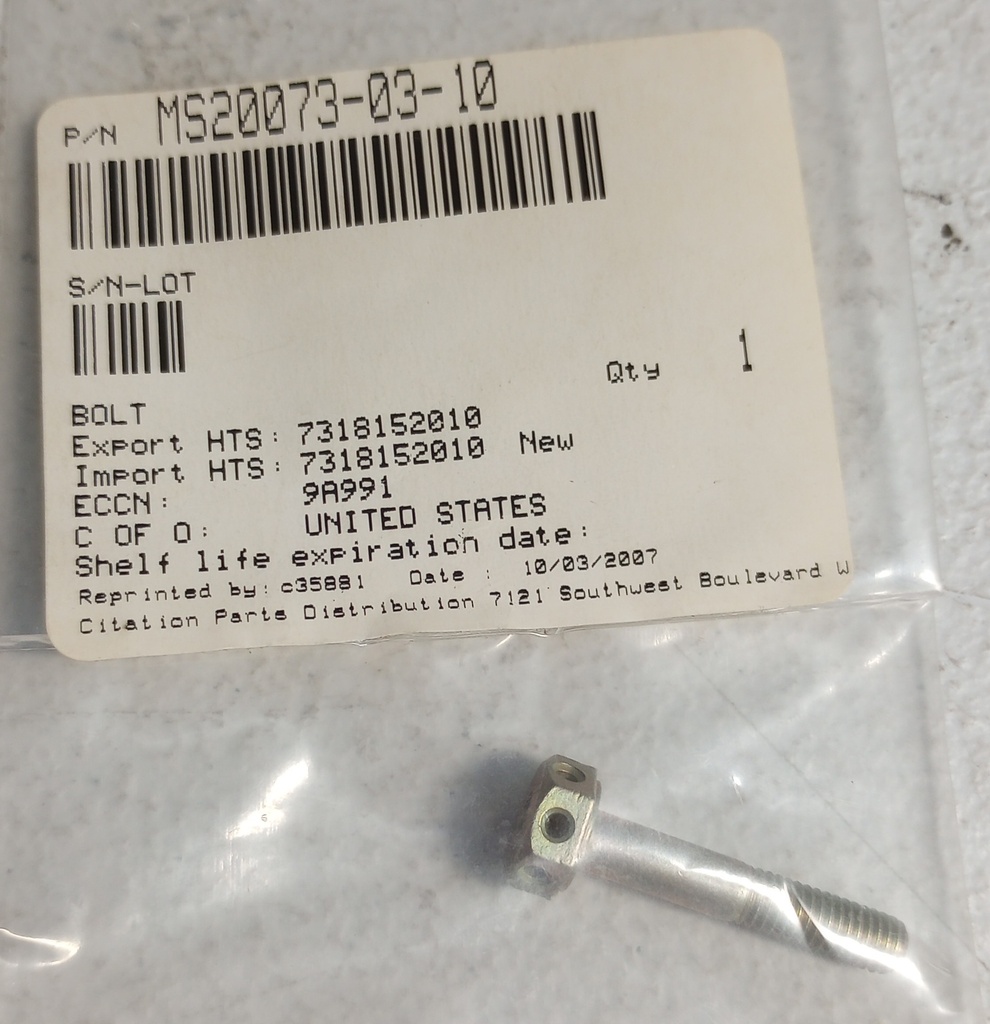 P/N MS20073-03-10
S/N-LOT
Qty 1
BOLT
Export HTS: 7318152010
Import HTS: 7318152010 New
ECCN: 9A991
C OF O: UNITED STATES
Shelf life expiration date:
Reprinted by: c35881 Date : 10/03/2007
Citation Parts Distribution 7121 Southwest Boulevard W